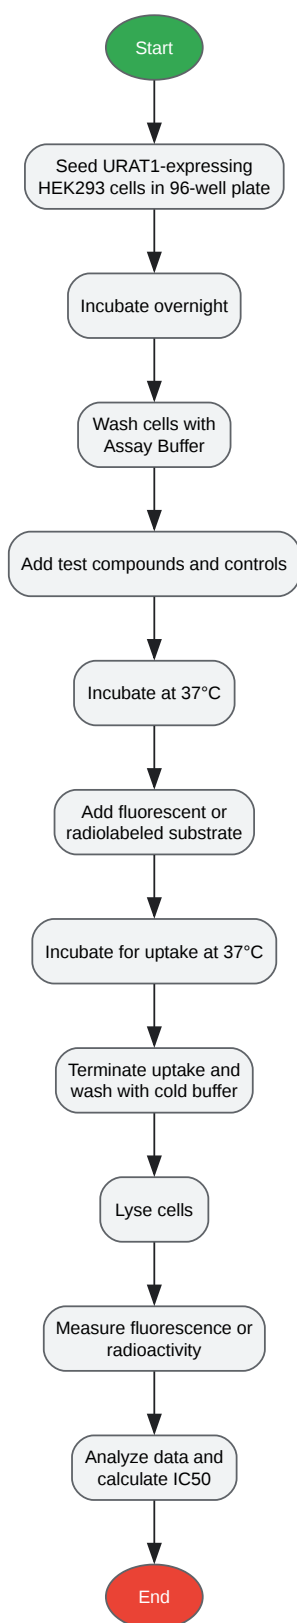 Start
Seed URAT1-expressing
HEK293 cells in 96-well plate
Incubate overnight
Wash cells with
Assay Buffer
Add test compounds and controls
Incubate at 37°C
Add fluorescent or
radiolabeled substrate
Incubate for uptake at 37°C
Terminate uptake and
wash with cold buffer
Lyse cells
Measure fluorescence or
radioactivity
Analyze data and
calculate IC50
End